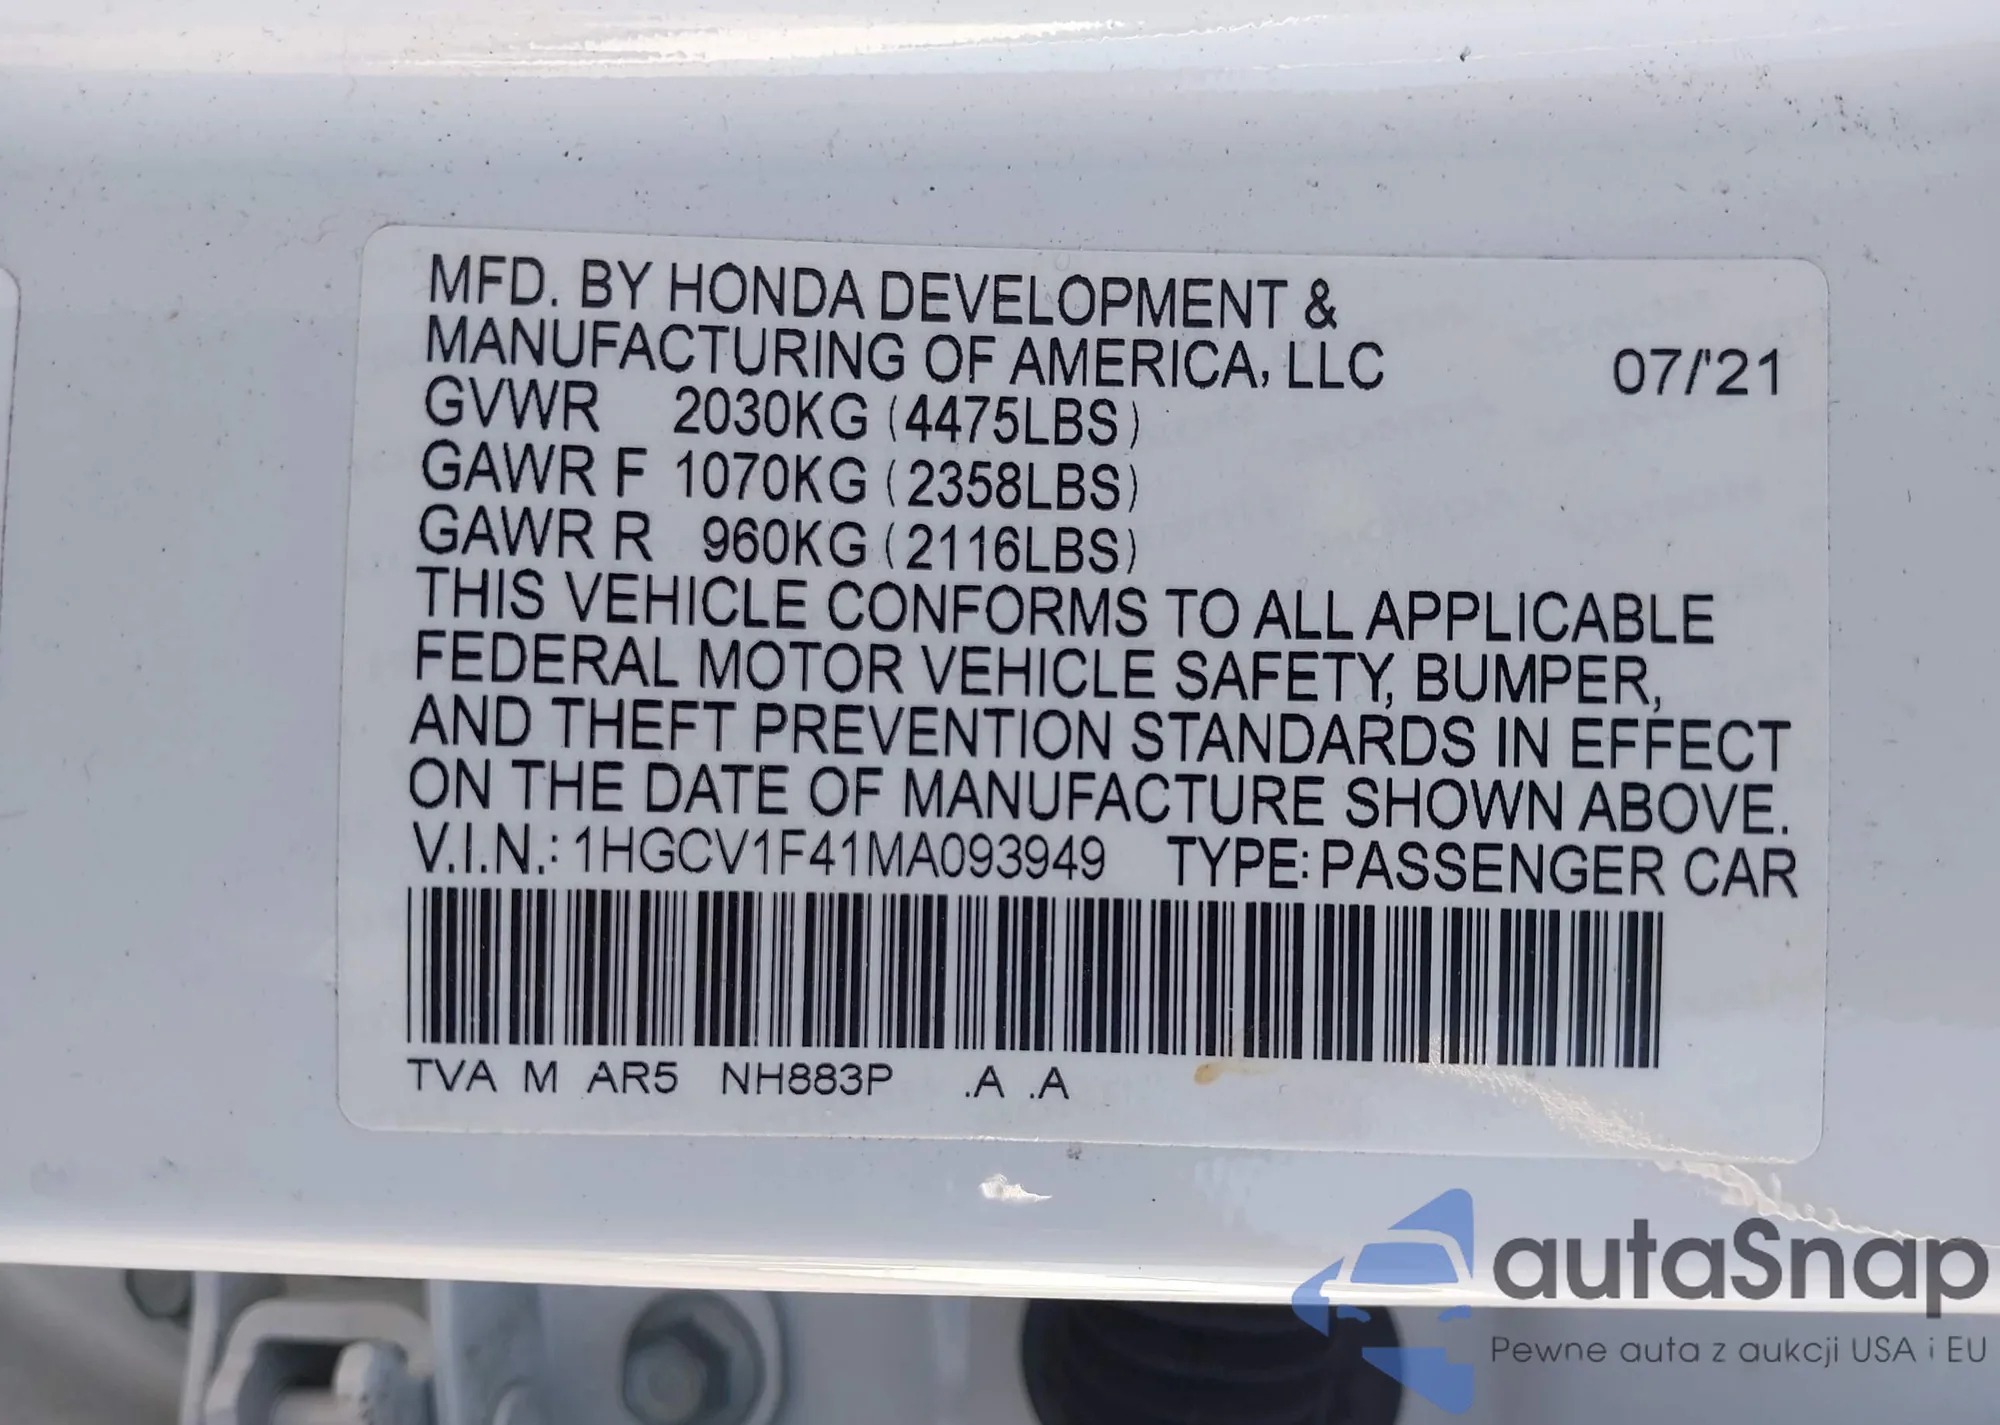 MFD. BY HONDA DEVELOPMENT &
MANUFACTURING OF AMERICA, LLC 07/'21
GVWR 2030KG (4475LBS)
GAWR F 1070KG (2358LBS)
GAWR R 960KG (2116LBS)
THIS VEHICLE CONFORMS TO ALL APPLICABLE
FEDERAL MOTOR VEHICLE SAFETY, BUMPER,
AND THEFT PREVENTION STANDARDS IN EFFECT
ON THE DATE OF MANUFACTURE SHOWN ABOVE.
V.I.N.: 1HGCV1F41MA093949 TYPE: PASSENGER CAR
TVA M AR5 NH883P .A .A
autaSnap
Pewne auta z aukcji USA i EU